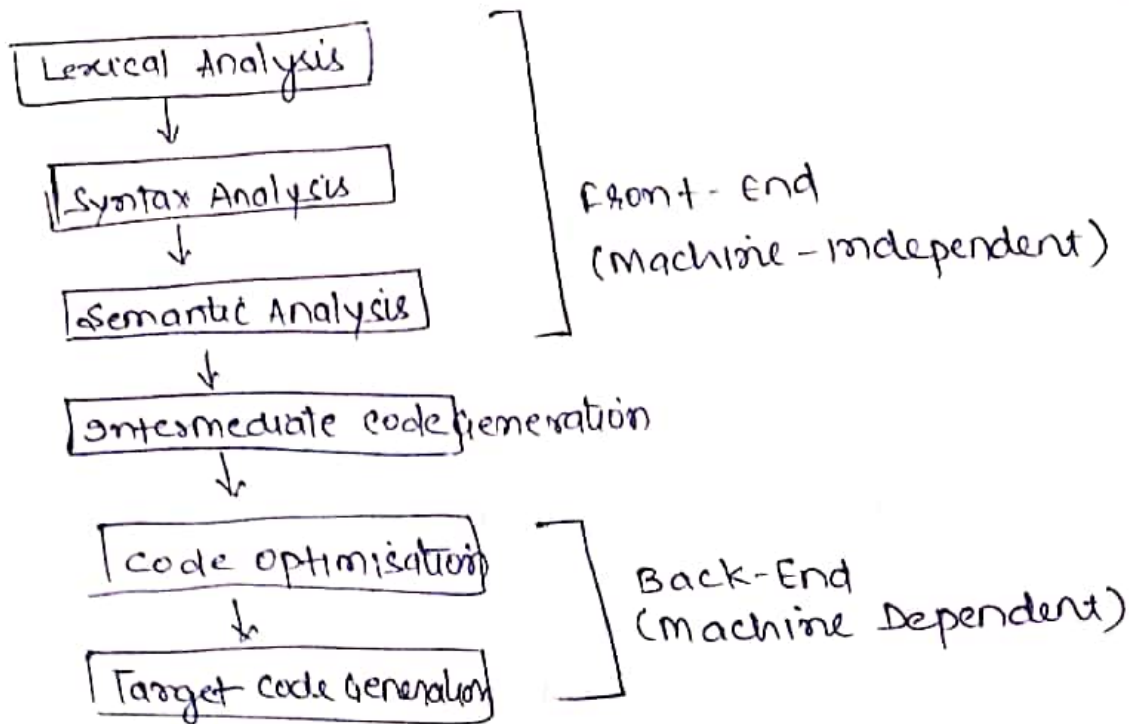 Lexical Analysis
Syntax Analysis
Front-End
(Machine-independent)
Semantic Analysis
Intermediate code Generation
Code Optimisation
Back-End
(Machine Dependent)
Target Code Generation